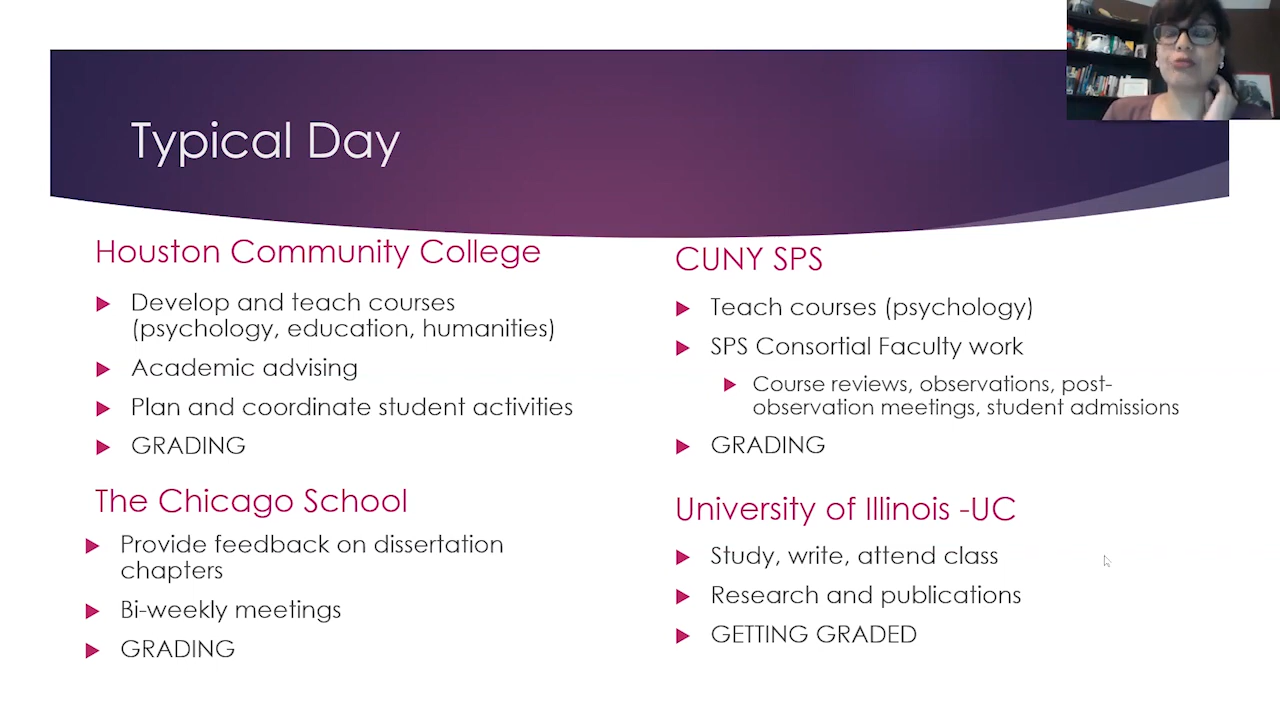 Typical Day
Houston Community College
Develop and teach courses
(psychology, education, humanities)
Academic advising
Plan and coordinate student activities
GRADING
The Chicago School
Provide feedback on dissertation
chapters
Bi-weekly meetings
GRADING
CUNY SPS
Teach courses (psychology)
SPS Consortial Faculty work
Course reviews, observations, post-
observation meetings, student admissions
GRADING
University of Illinois -UC
Study, write, attend class
Research and publications
GETTING GRADED